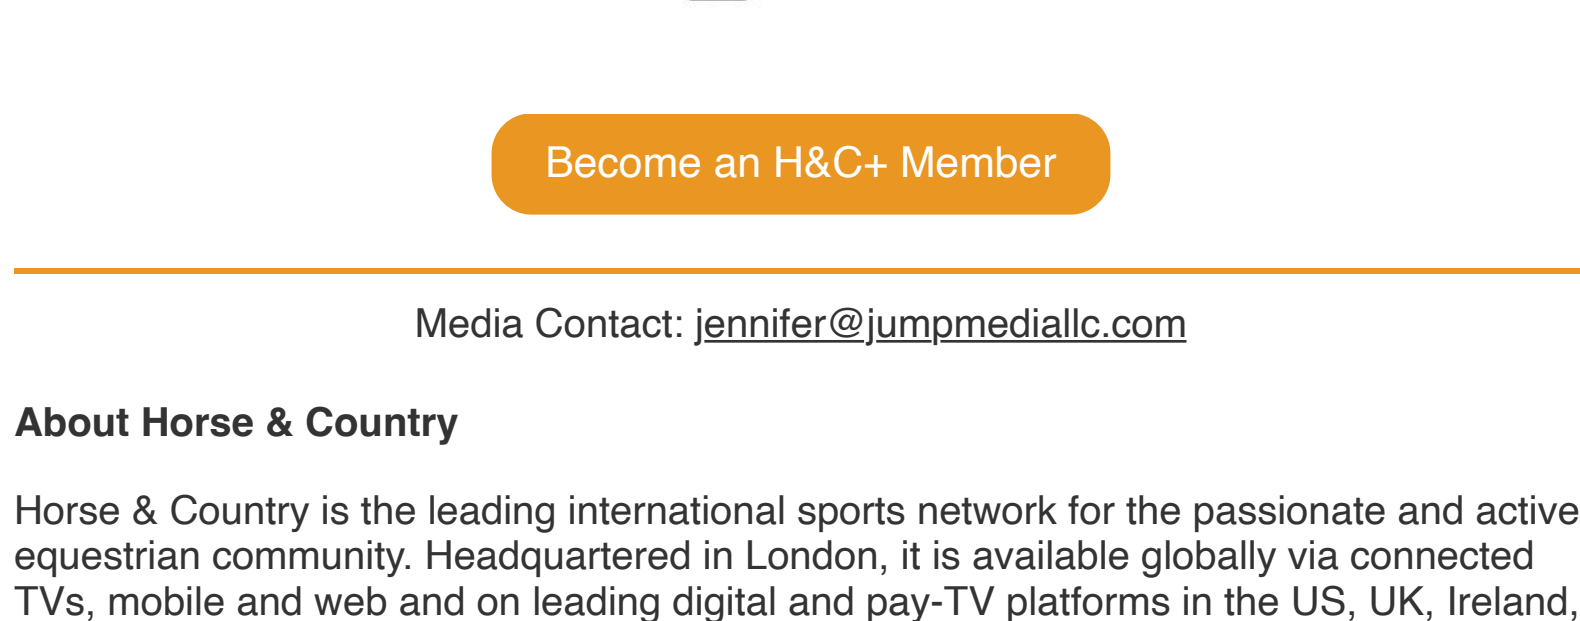 Become an H&C+ Member
Media Contact: jennifer@jumpmediallc.com
About Horse & Country
Horse & Country is the leading international sports network for the passionate and active
equestrian community. Headquartered in London, it is available globally via connected
TVs, mobile and web and on leading digital and pay-TV platforms in the US, UK, Ireland,